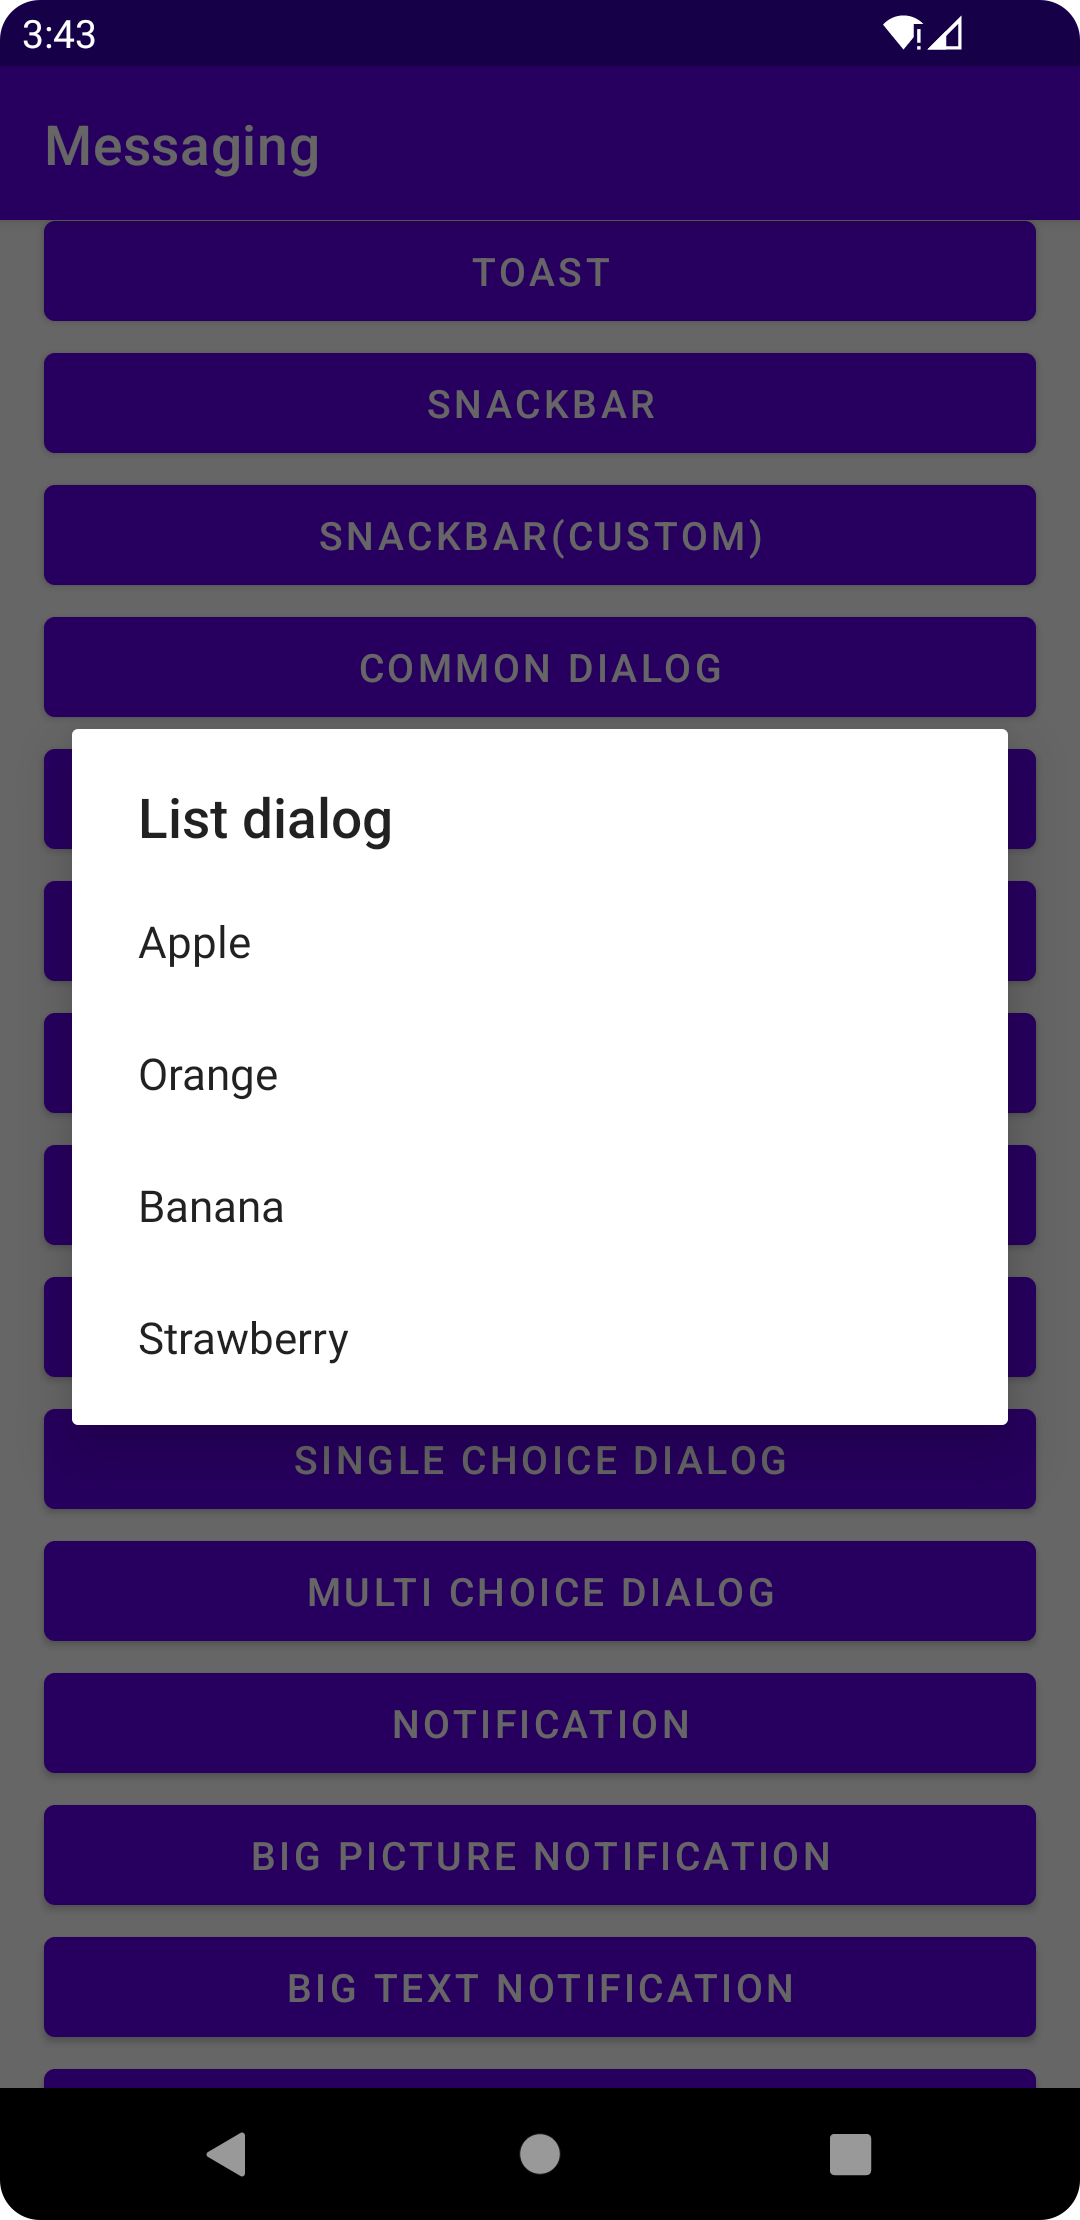 3:43
Messaging
TOAST
SNACKBAR
SNACKBAR(CUSTOM)
COMMON DIALOG
List dialog
Apple
Orange
Banana
Strawberry
SINGLE CHOICE DIALOG
MULTI CHOICE DIALOG
NOTIFICATION
BIG PICTURE NOTIFICATION
BIG TEXT NOTIFICATION